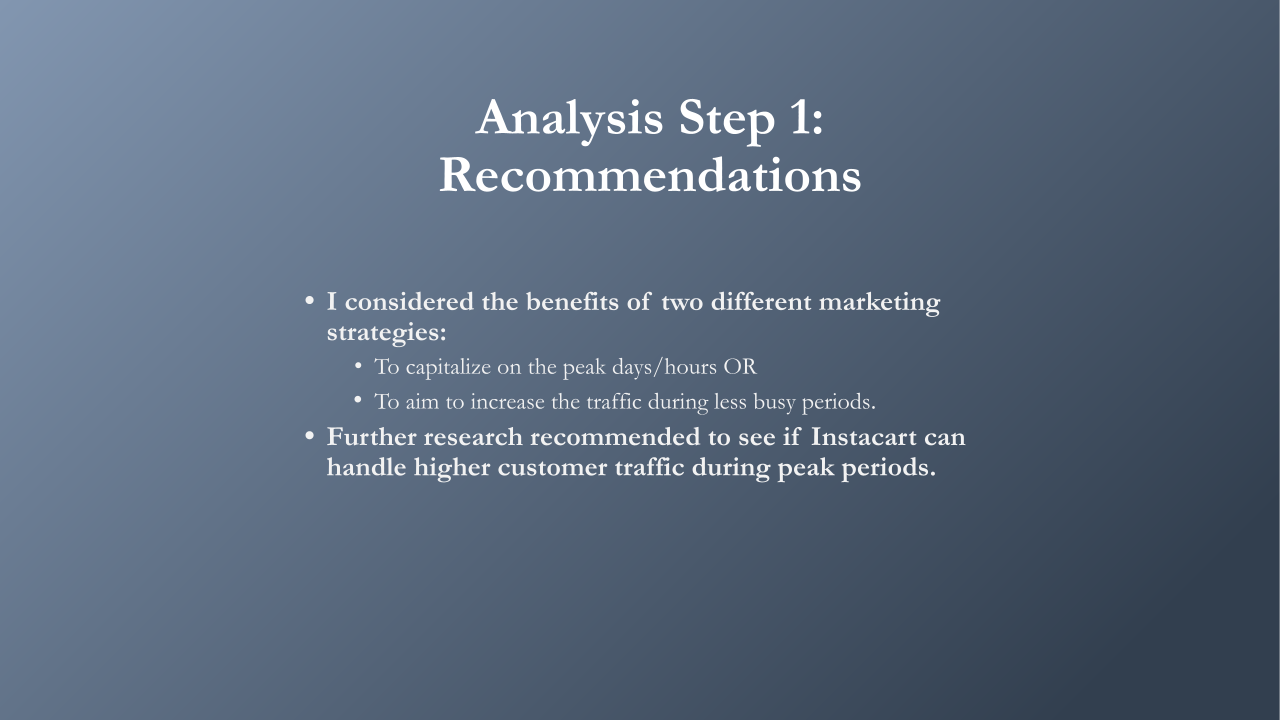 Analysis Step 1:
Recommendations
• I considered the benefits of two different marketing
strategies:
• To capitalize on the peak days/hours OR
• To aim to increase the traffic during less busy periods.
• Further research recommended to see if Instacart can
handle higher customer traffic during peak periods.